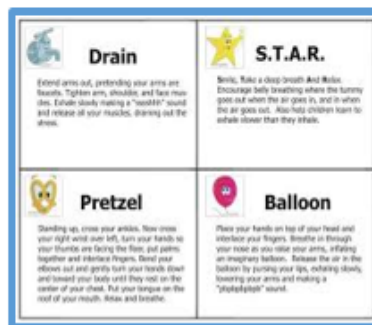 Drain
Extend arms out, pretending your arms are
faucets. Tighten arm, shoulder, and face mus
cles. Exhale slowly making a "sssshhh" sound
and release all your muscles, draining out the
stress.
S.T.A.R.
Smile, Take a deep breath And Relax.
Encourage belly breathing where the tummy
goes out when the air goes in, and in when
the air goes out. Also help children learn to
exhale slower than they inhale.
Pretzel
Standing up, cross your ankles. Now cross
your right wrist over left, turn your hands so
your thumbs are facing the floor, put palms
together and interlace fingers. Bend your
elbows out and gently turn your hands down
and toward your body until they rest on the
center of your chest. Put your tongue on the
roof of your mouth. Relax and breathe.
Balloon
Place your hands on top of your head and
interlace your fingers. Breathe in through
your nose as you raise your arms, inflating
an imaginary balloon. Release the air in the
balloon by pursing your lips, exhaling slowly,
lowering your arms and making a
sound.